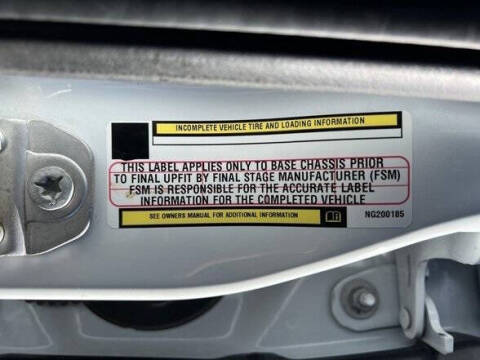 INCOMPLETE VEHICLE TIRE AND LOADING INFORMATION
THIS LABEL APPLIES ONLY TO BASE CHASSIS PRIOR
TO FINAL UPFIT BY FINAL STAGE MANUFACTURER (FSM)
FSM IS RESPONSIBLE FOR THE ACCURATE LABEL
INFORMATION FOR THE COMPLETED VEHICLE
SEE OWNERS MANUAL FOR ADDITIONAL INFORMATION
NG200185